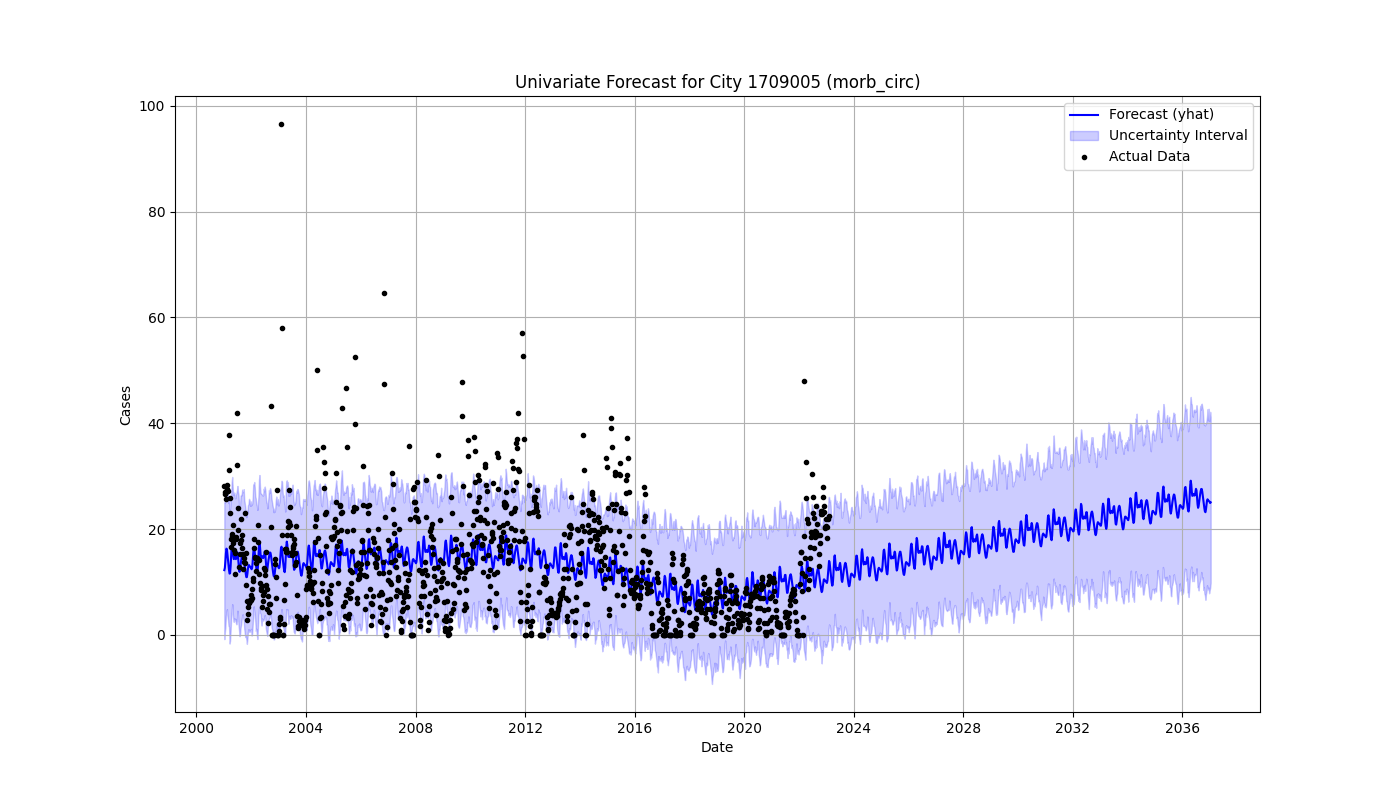 Univariate Forecast for City 1709005 (morb_circ)
Forecast (yhat)
Uncertainty Interval
Actual Data
Cases
100
80
60
40
20
0
2000 2004 2008 2012 2016 2020 2024 2028 2032 2036
Date